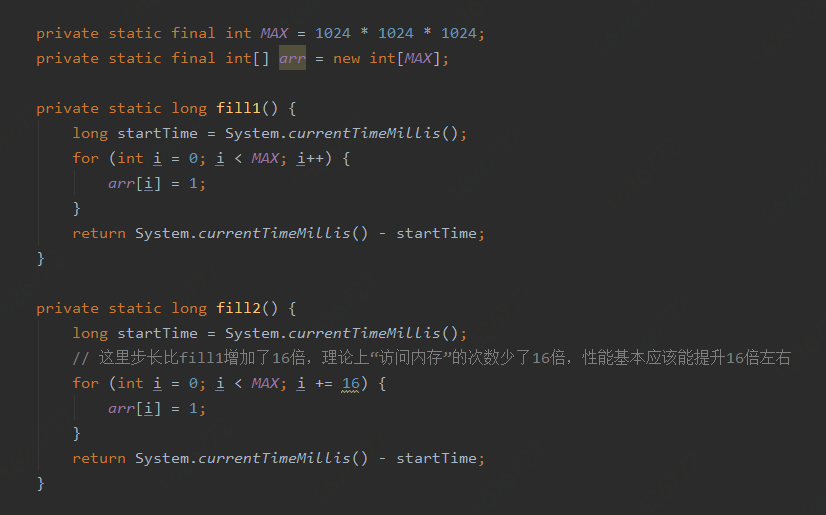 private static final int MAX = 1024 * 1024 * 1024;
private static final int[] arr = new int[MAX];
private static long fill1() {
long startTime = System.currentTimeMillis();
for (int i = 0; i < MAX; i++) {
arr[i] = 1;
}
return System.currentTimeMillis() - startTime;
}
private static long fill2() {
long startTime = System.currentTimeMillis();
// 这里步长比fill1增加了16倍，理论上“访问内存”的次数少了16倍，性能基本应该能提升16倍左右
for (int i = 0; i < MAX; i += 16) {
arr[i] = 1;
}
return System.currentTimeMillis() - startTime;
}